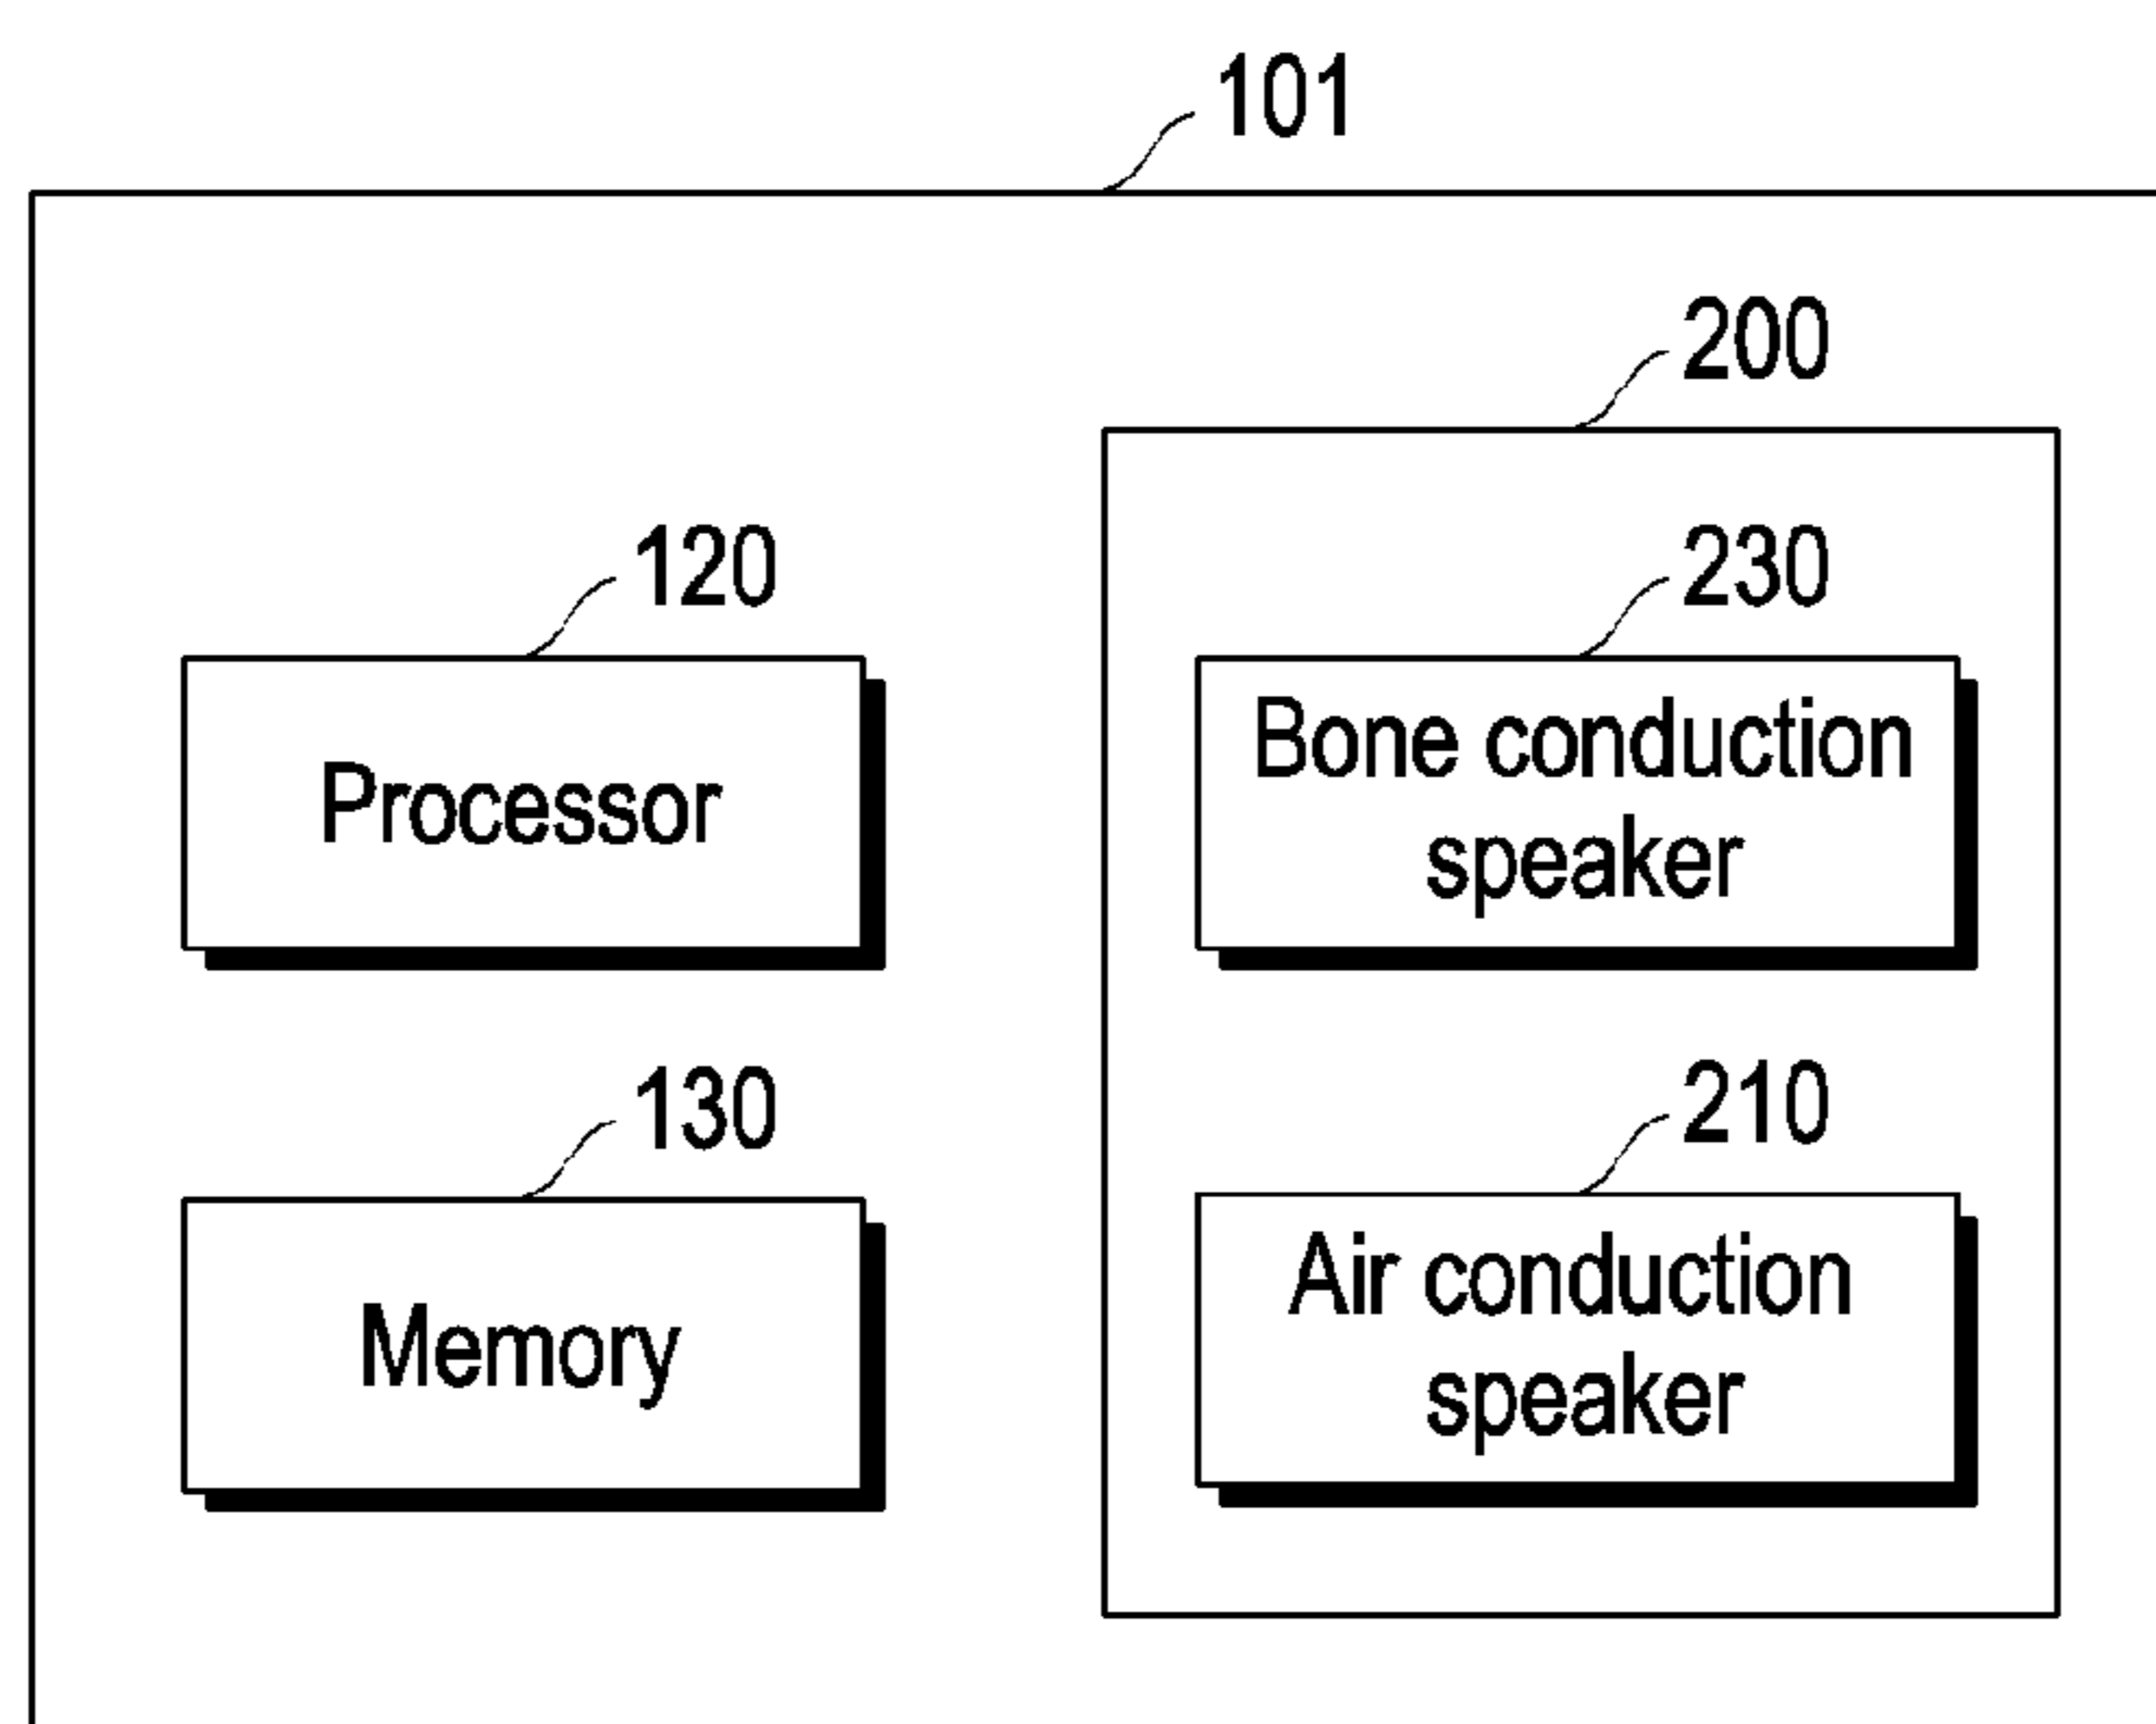 101
200
120
230
Processor
Bone conduction
speaker
130
210
Memory
Air conduction
speaker